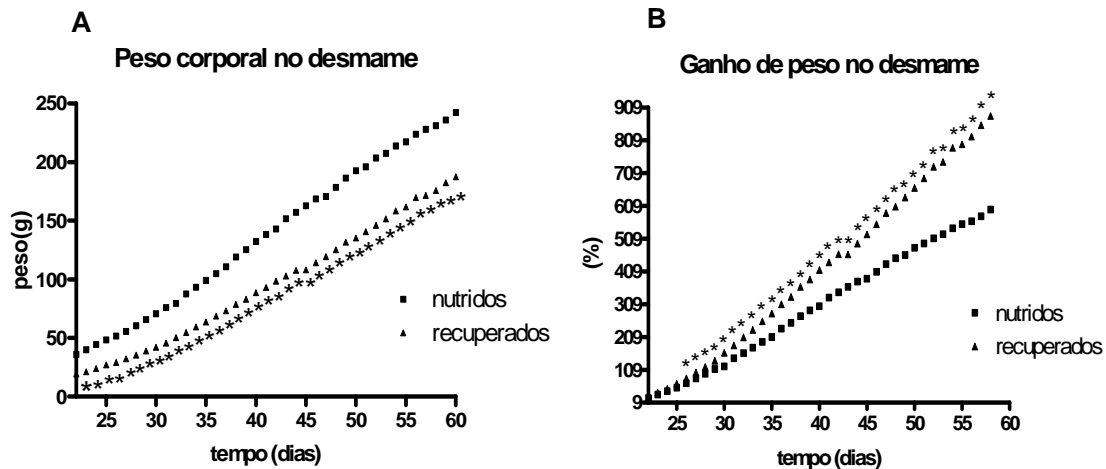 A
Peso corporal no desmame
250
200
150
100
50
0
peso(g)
25 30 35 40 45 50 55 60
tempo (dias)
nutridos
recuperados
B
Ganho de peso no desmame
909
809
709
609
509
409
309
209
109
9
(%)
25 30 35 40 45 50 55 60
tempo (dias)
nutridos
recuperados